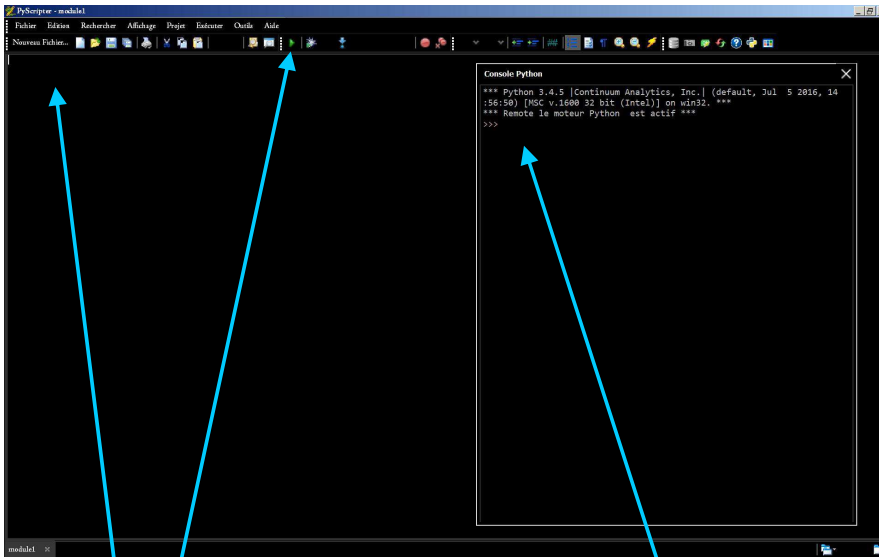 PyScripter - module1
Fichier Edition Rechercher Affichage Projet Exécuter Outils Aide
Nouveau Fichier...
Console Python
*** Python 3.4.5 |Continuum Analytics, Inc.| (default, Jul  5 2016, 14
:56:50) [MSC v.1600 32 bit (Intel)] on win32. ***
*** Remote le moteur Python  est actif ***
>>>
module1